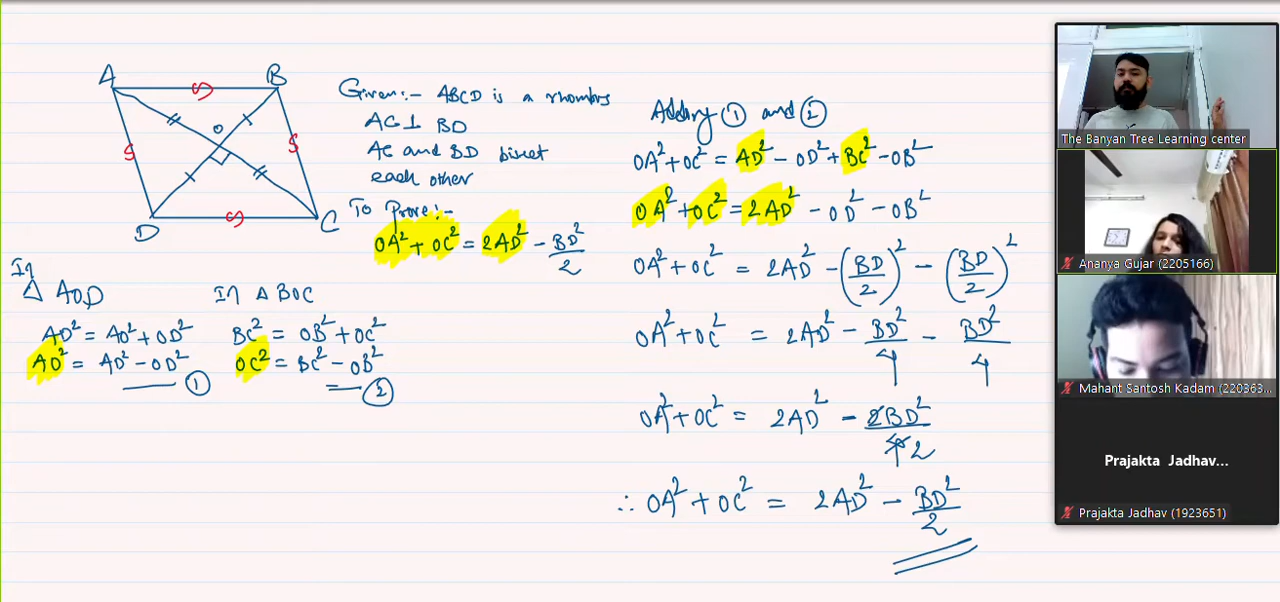 A
B
O
D
C
Given:- ABCD is a rhombus
AC ⊥ BD
AC and BD bisect
each other
To Prove:-
OA² + OC² = 2AD² - BD²/2
In
Δ AOD
AD² = AO² + OD²
AO² = AD² - OD²
①
In Δ BOC
BC² = OB² + OC²
OC² = BC² - OB²
②
Adding ① and ②
OA² + OC² = AD² - OD² + BC² - OB²
OA² + OC² = 2AD² - OD² - OB²
OA² + OC² = 2AD² - (BD/2)² - (BD/2)²
OA² + OC² = 2AD² - BD²/4 - BD²/4
OA² + OC² = 2AD² - 2BD²/4 2
∴ OA² + OC² = 2AD² - BD²/2
The Banyan Tree Learning center
Ananya Gujar (2205166)
Mahant Santosh Kadam (220363...
Prajakta Jadhav...
Prajakta Jadhav (1923651)